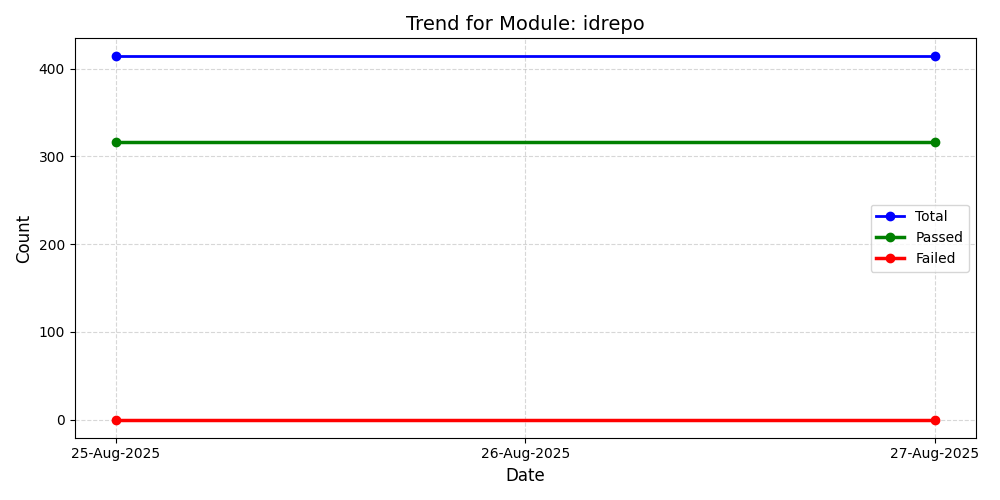 Trend for Module: idrepo
400
300
200
100
0
Count
Total
Passed
Failed
25-Aug-2025
26-Aug-2025
27-Aug-2025
Date